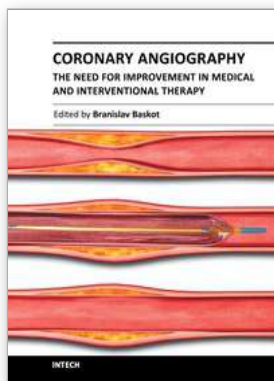 CORONARY ANGIOGRAPHY
THE NEED FOR IMPROVEMENT IN MEDICAL
AND INTERVENTIONAL THERAPY
Edited by Branislav Baskot
INTECH